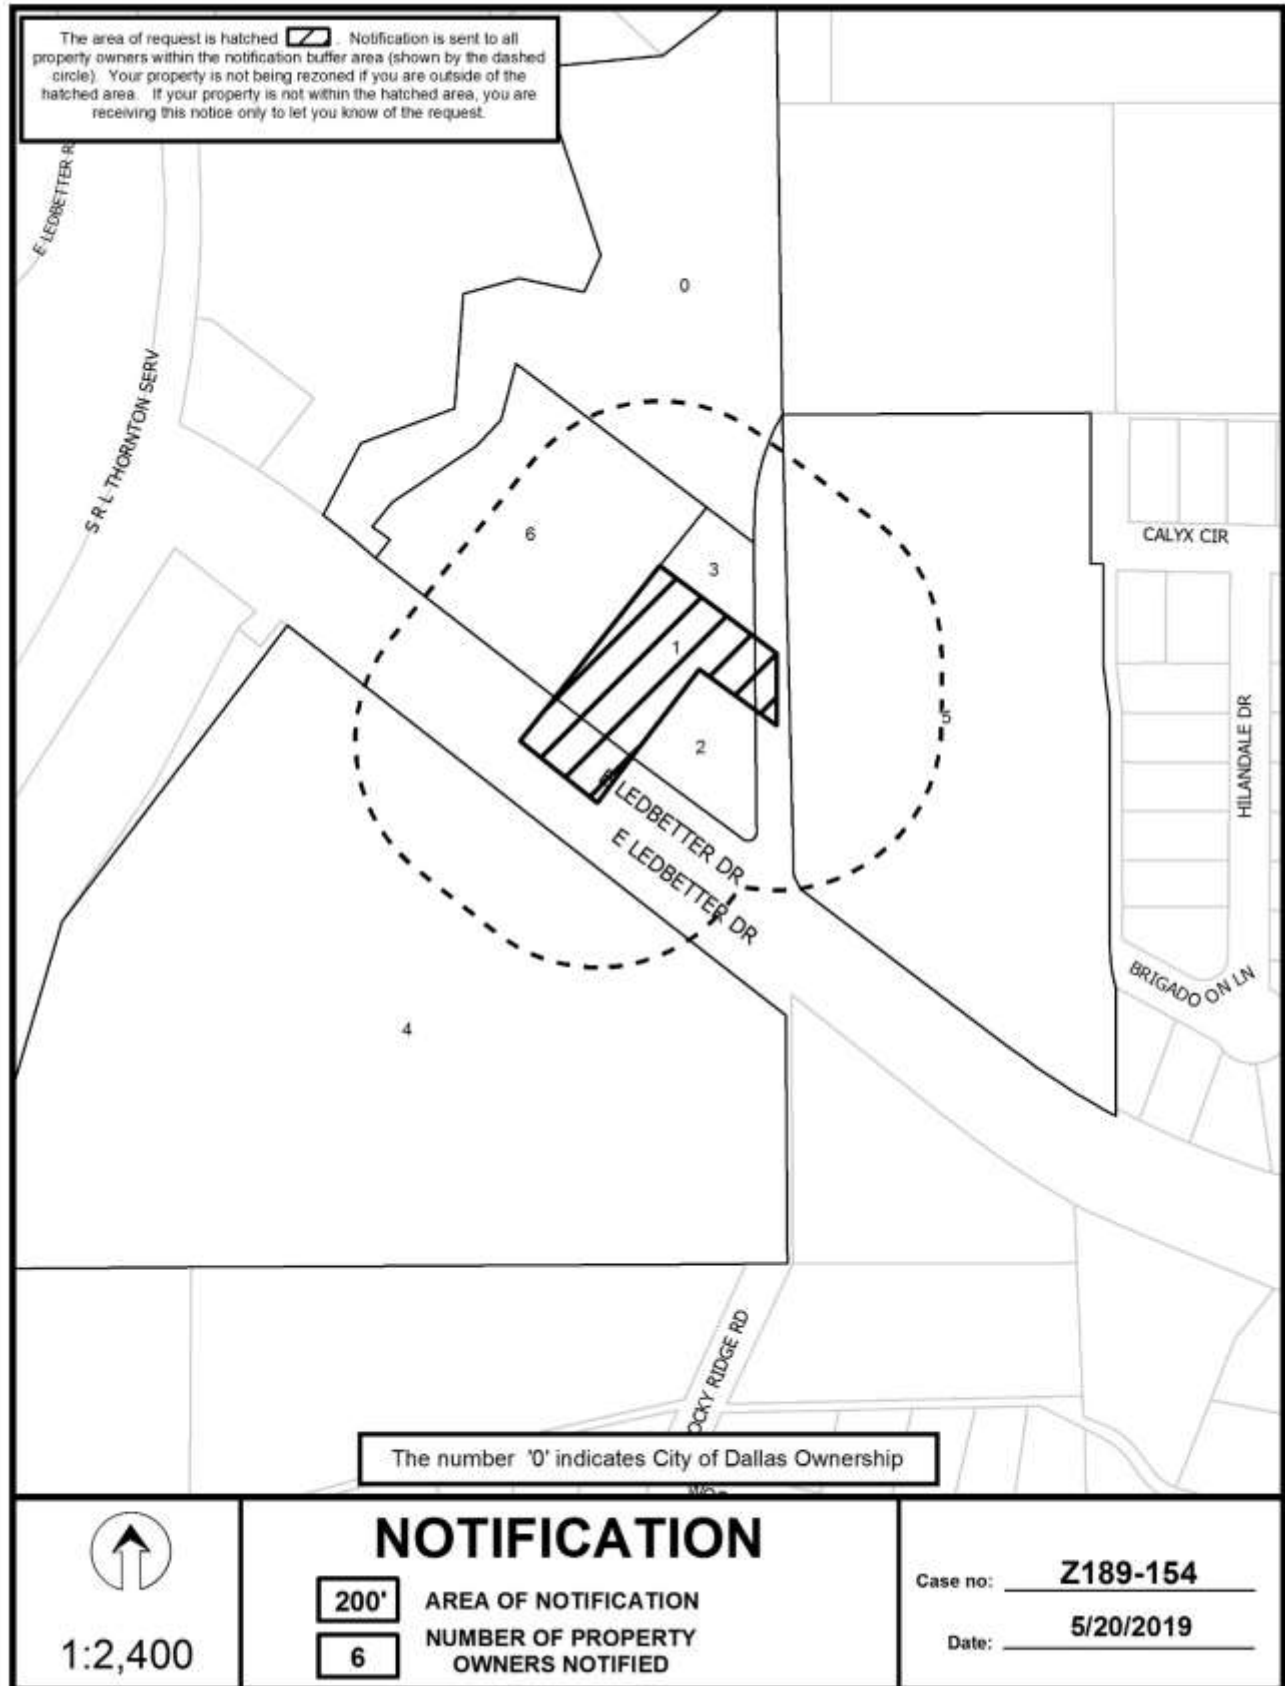 The area of request is hatched . Notification is sent to all
property owners within the notification buffer area (shown by the dashed
circle). Your property is not being rezoned if you are outside of the
hatched area. If your property is not within the hatched area, you are
receiving this notice only to let you know of the request.
E LEDBETTER R
0
S R L THORNTON SERV
6
CALYX CIR
3
1
5
2
HILANDALE DR
E LEDBETTER DR
E LEDBETTER DR
BRIGADO ON LN
4
OCKY RIDGE RD
The number '0' indicates City of Dallas Ownership
NOTIFICATION
200' AREA OF NOTIFICATION
6 NUMBER OF PROPERTY
OWNERS NOTIFIED
1:2,400
Case no: Z189-154
Date: 5/20/2019